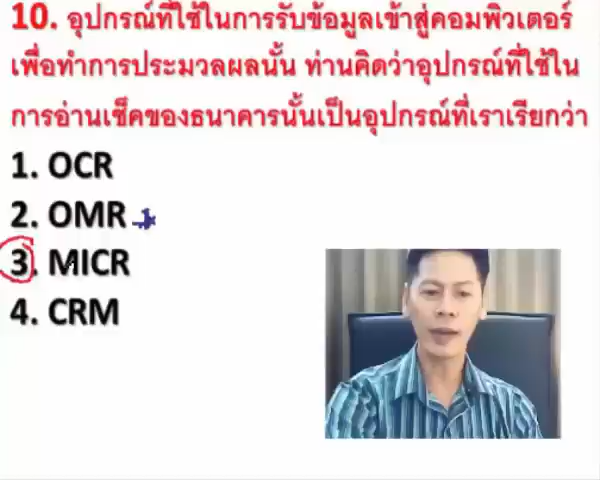 10. อุปกรณ์ที่ใช้ในการรับข้อมูลเข้าสู่คอมพิวเตอร์
เพื่อทำการประมวลผลนั้น ท่านคิดว่าอุปกรณ์ที่ใช้ใน
การอ่านเช็คของธนาคารนั้นเป็นอุปกรณ์ที่เราเรียกว่า
1. OCR
2. OMR
3. MICR
4. CRM